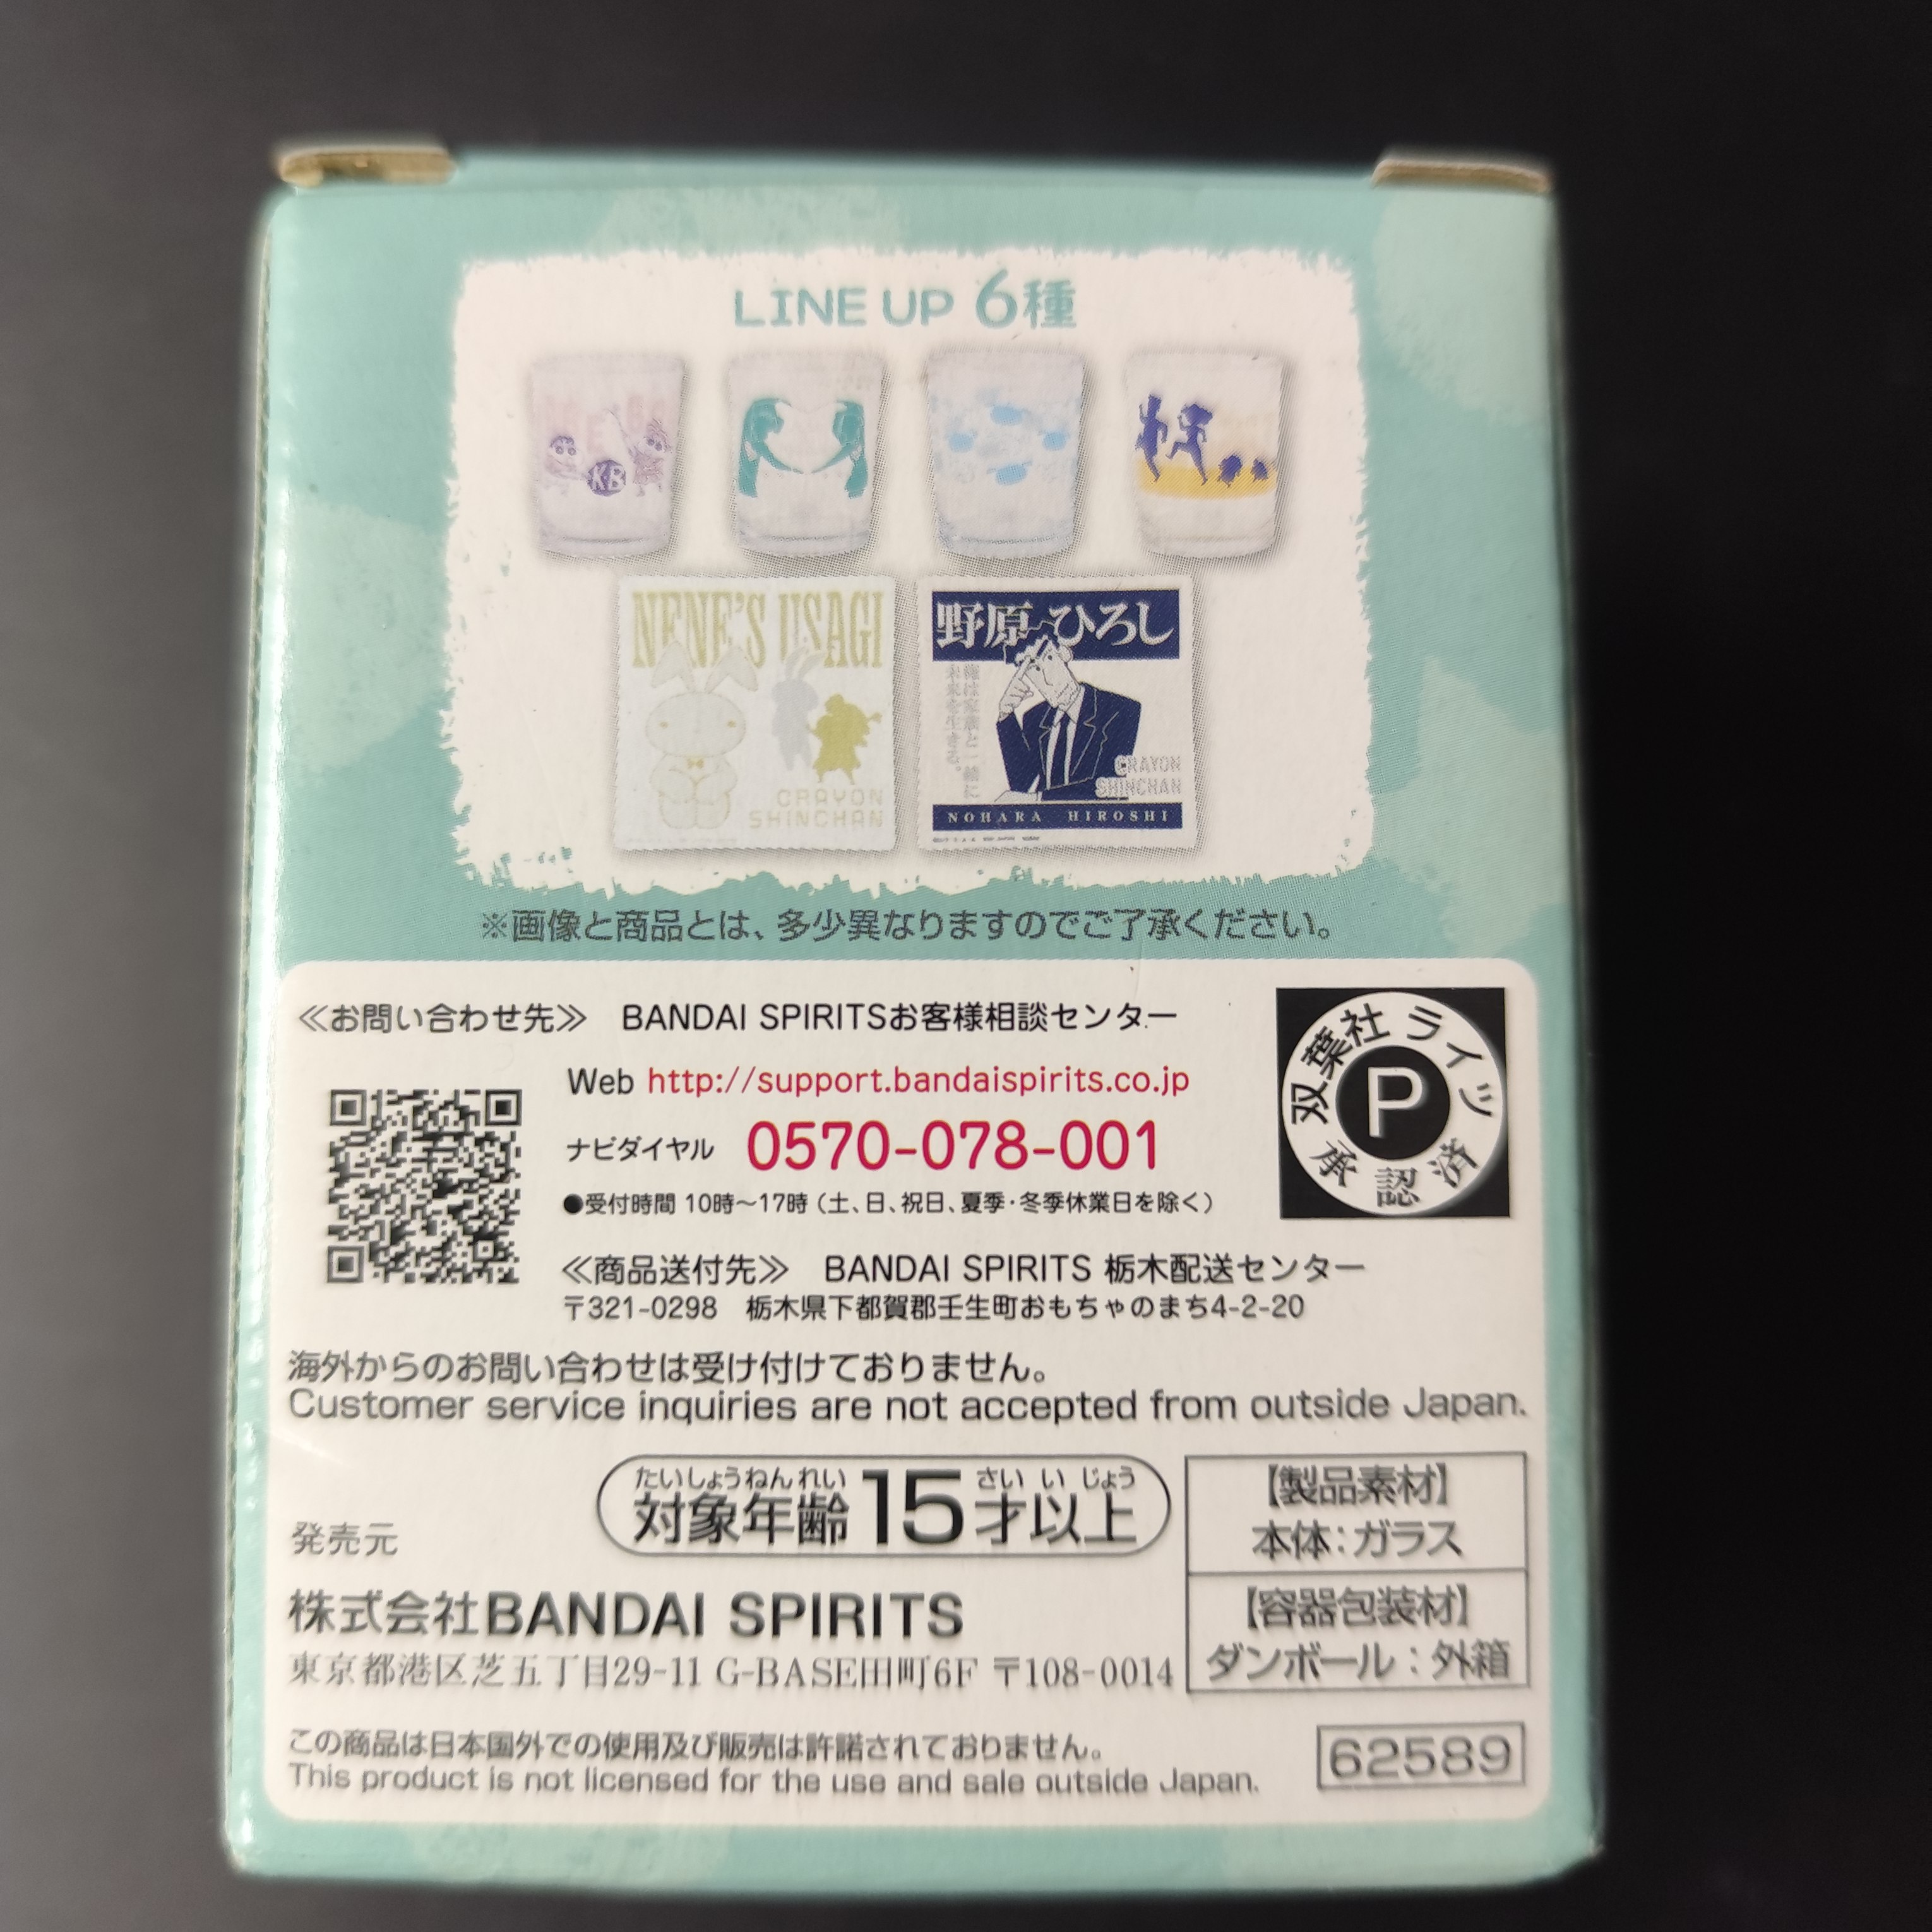 LINE UP 6種
KB
NENE'S USAGI
CRAYON
SHINCHAN
野原ひろし
俺は家族と一緒に
未来を生きる。
CRAYON
SHINCHAN
NOHARA HIROSHI
※画像と商品とは、多少異なりますのでご了承ください。
≪お問い合わせ先≫ BANDAI SPIRITSお客様相談センター
Web http://support.bandaispirits.co.jp
ナビダイヤル 0570-078-001
●受付時間 10時～17時（土、日、祝日、夏季・冬季休業日を除く）
双葉社 ライツ
P
承認済
≪商品送付先≫ BANDAI SPIRITS 栃木配送センター
〒321-0298 栃木県下都賀郡壬生町おもちゃのまち4-2-20
海外からのお問い合わせは受け付けておりません。
Customer service inquiries are not accepted from outside Japan.
たいしょうねんれい さい い じょう
対象年齢15才以上
【製品素材】
本体：ガラス
【容器包装材】
ダンボール：外箱
発売元
株式会社BANDAI SPIRITS
東京都港区芝五丁目29-11 G-BASE田町6F 〒108-0014
この商品は日本国外での使用及び販売は許諾されておりません。
This product is not licensed for the use and sale outside Japan.
62589